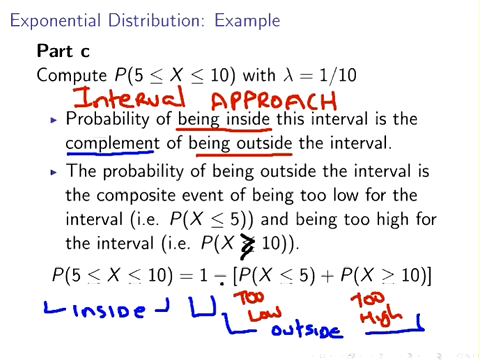 Exponential Distribution: Example
Part c
Compute P(5 ≤ X ≤ 10) with λ = 1/10
INTERVAL APPROACH
▸ Probability of being inside this interval is the
complement of being outside the interval.
▸ The probability of being outside the interval is
the composite event of being too low for the
interval (i.e. P(X ≤ 5)) and being too high for
the interval (i.e. P(X ≥ 10)).
P(5 < X < 10) = 1 − [P(X < 5) + P(X ≥ 10)]
inside
Too Low
Too High
outside